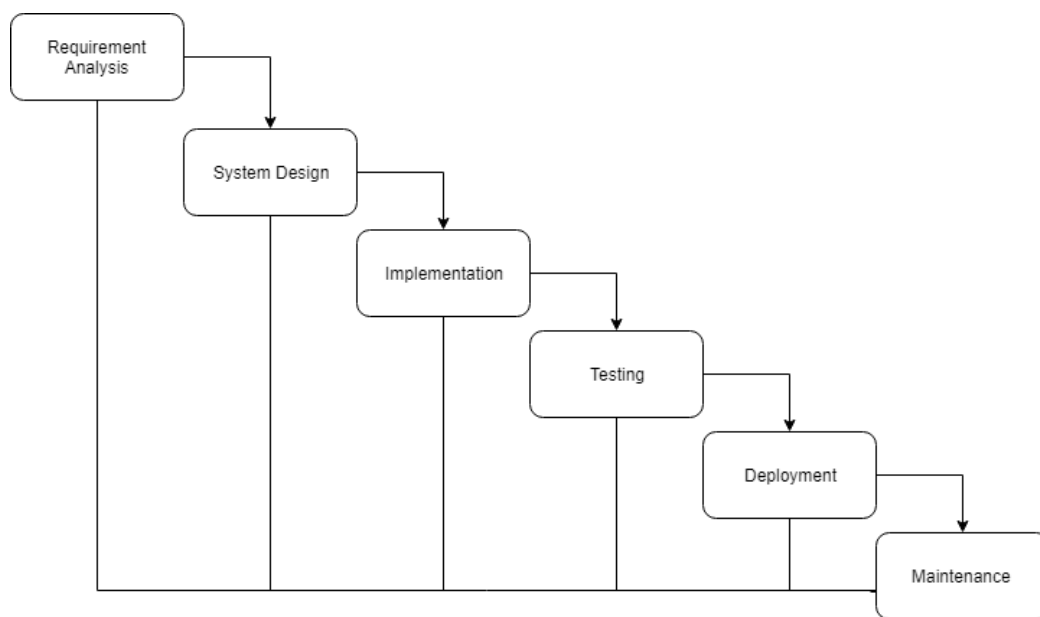 Requirement
Analysis
System Design
Implementation
Testing
Deployment
Maintenance